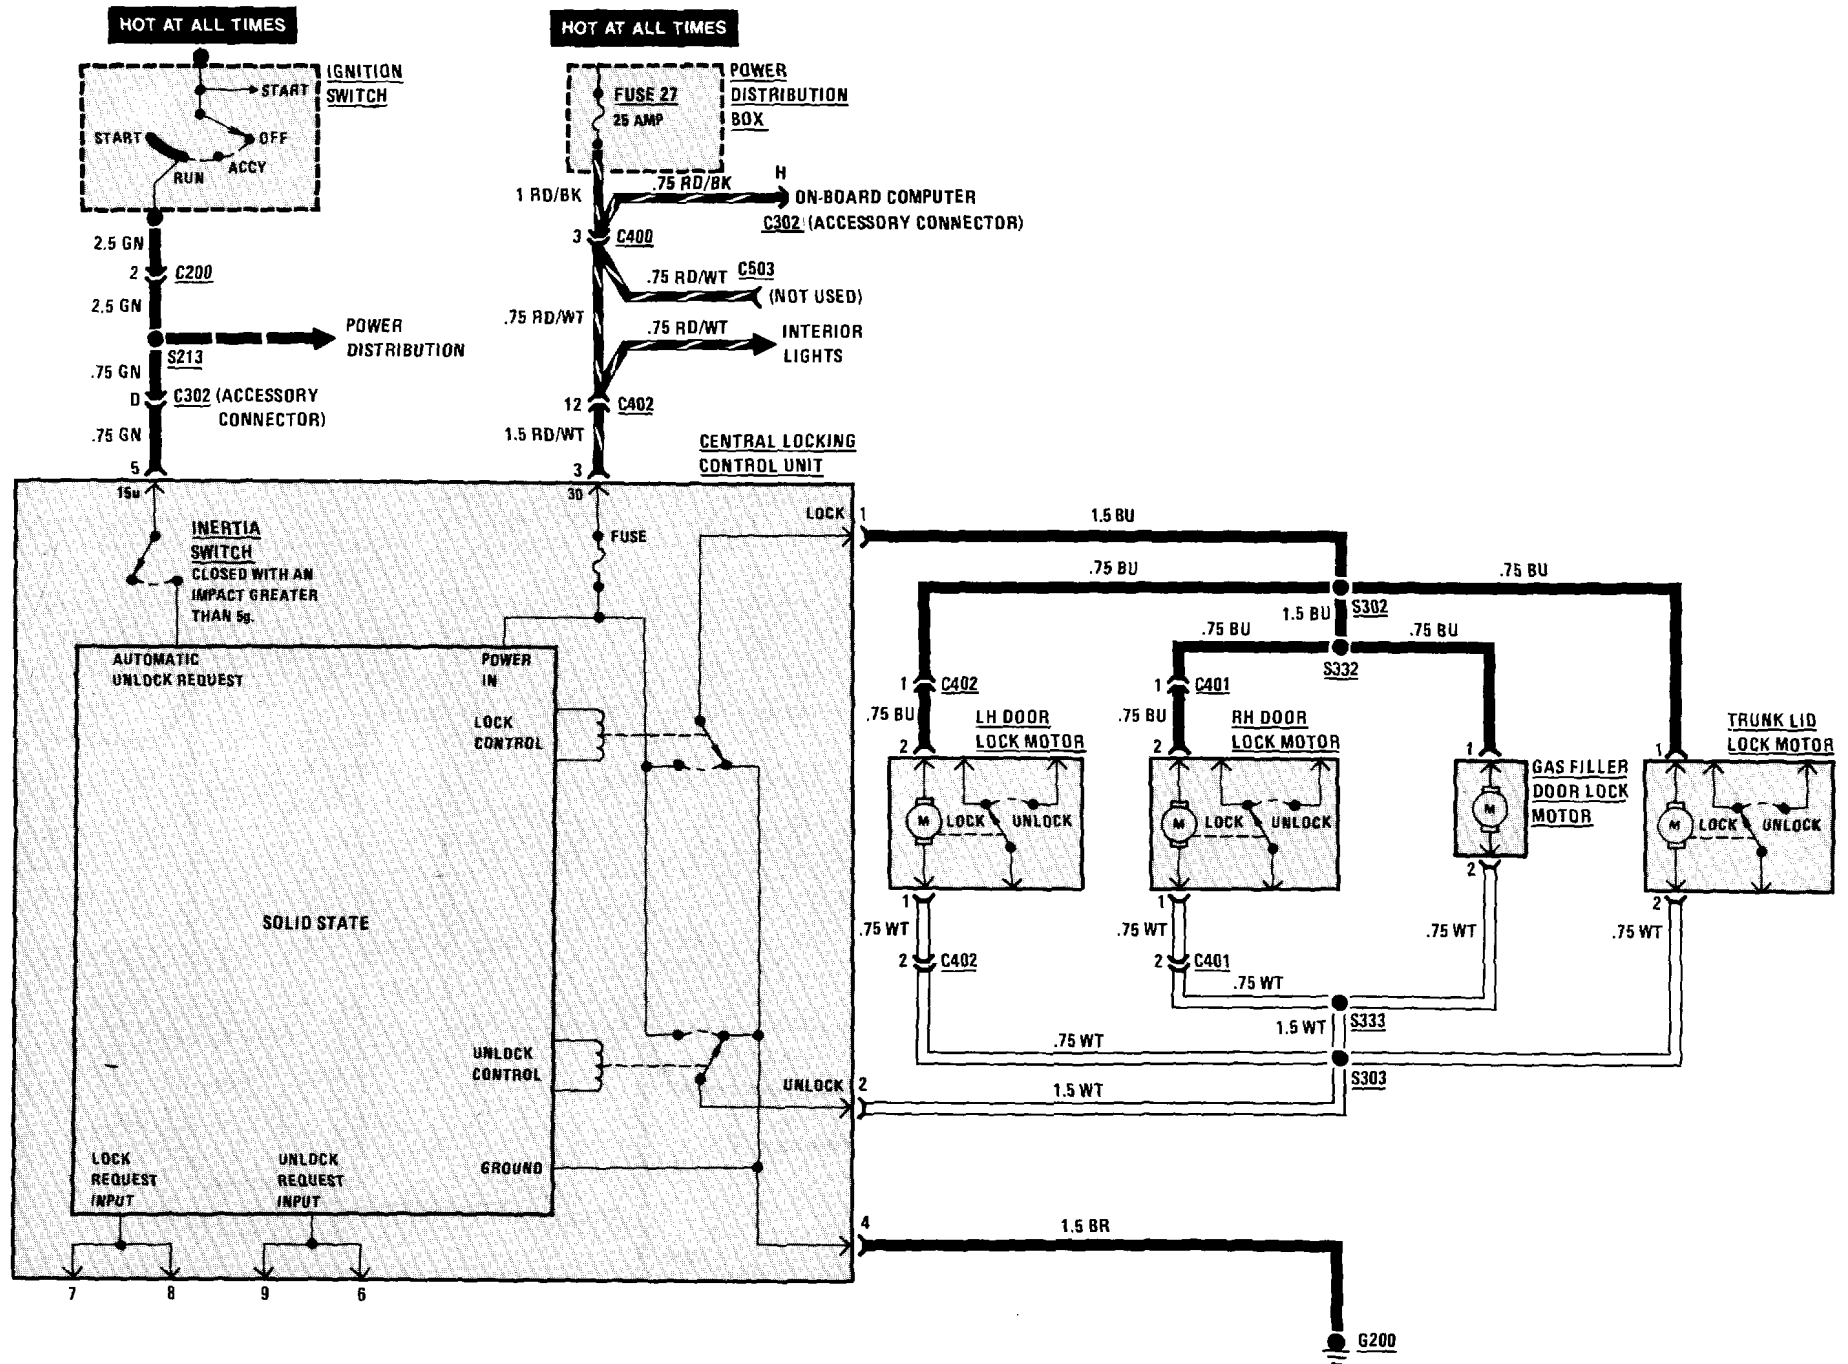 HOT AT ALL TIMES
HOT AT ALL TIMES
IGNITION
SWITCH
START
START
OFF
ACCY
RUN
POWER
DISTRIBUTION
BOX
FUSE 27
25 AMP
1 RD/BK
.75 RD/BK
H
ON-BOARD COMPUTER
C302 (ACCESSORY CONNECTOR)
3
C400
.75 RD/WT
C503
(NOT USED)
.75 RD/WT
.75 RD/WT
INTERIOR
LIGHTS
12
C402
1.5 RD/WT
3
2.5 GN
2
C200
2.5 GN
POWER
DISTRIBUTION
S213
.75 GN
D
C302 (ACCESSORY
CONNECTOR)
.75 GN
5
CENTRAL LOCKING
CONTROL UNIT
15u
30
INERTIA
SWITCH
CLOSED WITH AN
IMPACT GREATER
THAN 5g.
FUSE
LOCK
1
1.5 BU
.75 BU
.75 BU
S302
1.5 BU
.75 BU
.75 BU
S332
AUTOMATIC
UNLOCK REQUEST
POWER
IN
LOCK
CONTROL
1
C402
.75 BU
2
LH DOOR
LOCK MOTOR
1
C401
.75 BU
2
RH DOOR
LOCK MOTOR
1
GAS FILLER
DOOR LOCK
MOTOR
1
TRUNK LID
LOCK MOTOR
M
LOCK
UNLOCK
M
LOCK
UNLOCK
M
M
LOCK
UNLOCK
2
2
1
.75 WT
2
C402
1
.75 WT
2
C401
.75 WT
.75 WT
.75 WT
S333
1.5 WT
.75 WT
S303
1.5 WT
SOLID STATE
UNLOCK
CONTROL
UNLOCK
2
GROUND
LOCK
REQUEST
INPUT
UNLOCK
REQUEST
INPUT
4
1.5 BR
7
8
9
6
G200